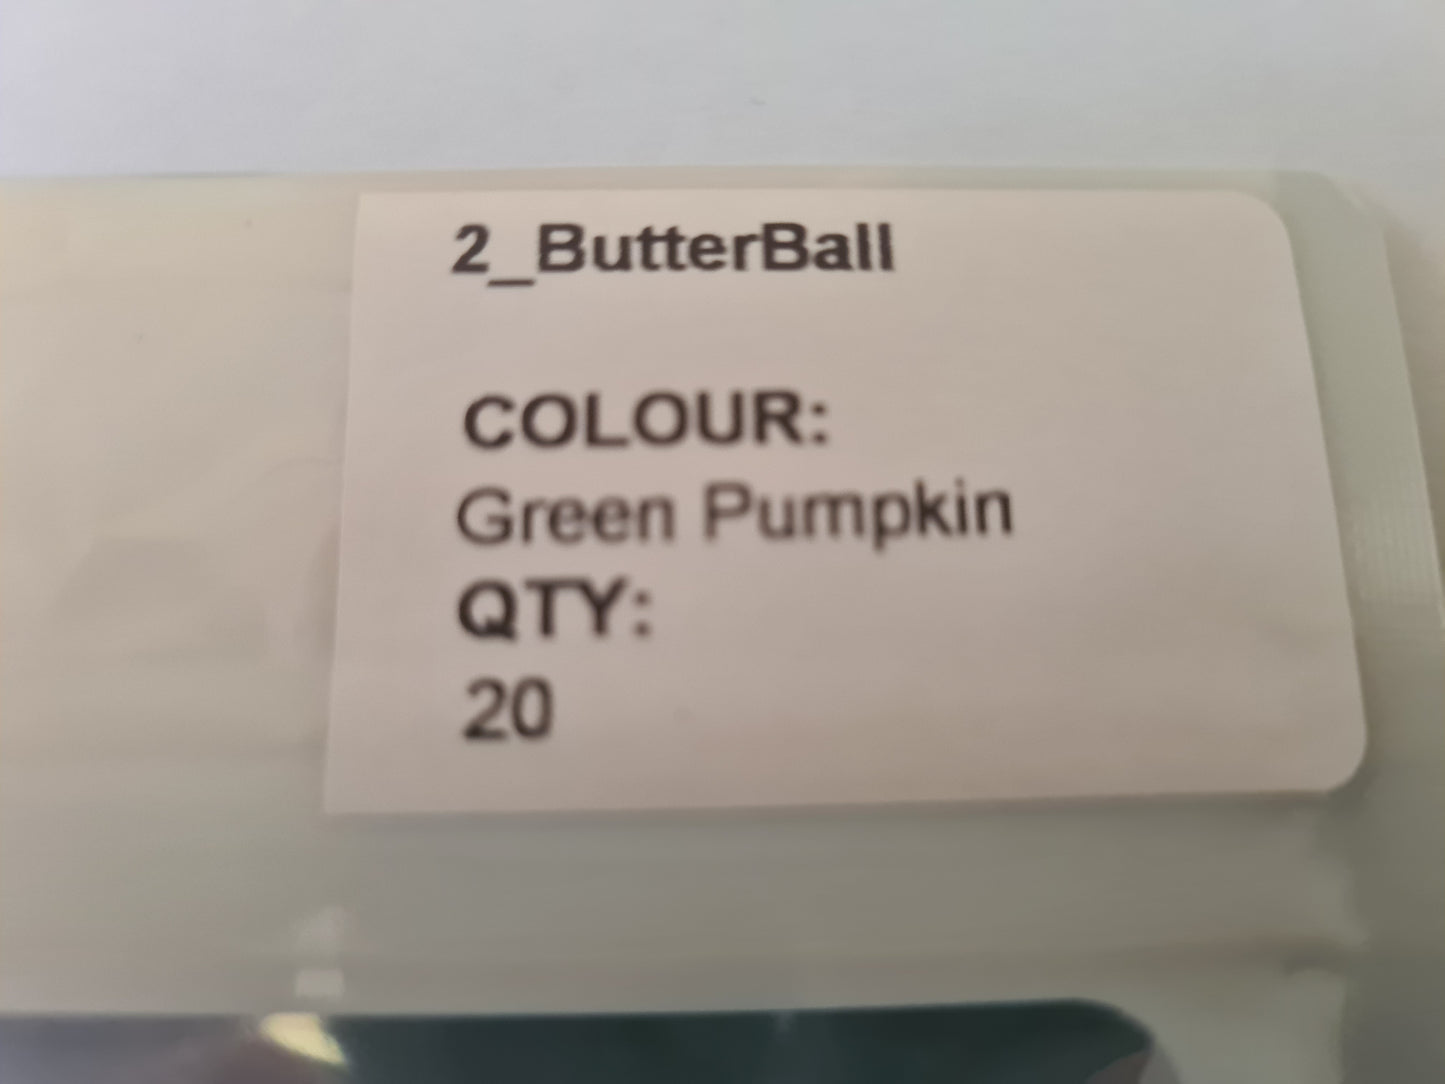 2_ButterBall
COLOUR:
Green Pumpkin
QTY:
20